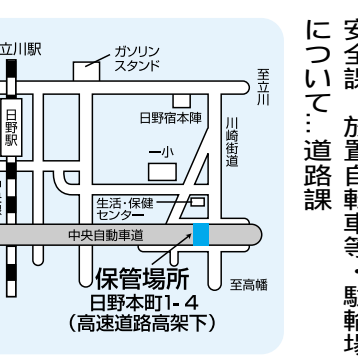 安全課 放置自転車等・駐輪場
について…道路課
立川駅
ガソリン
スタンド
至立川
日野駅
日野宿本陣
川崎街道
一小
生活・保健
センター
中央自動車道
保管場所
日野本町1-4
(高速道路高架下)
至高幡